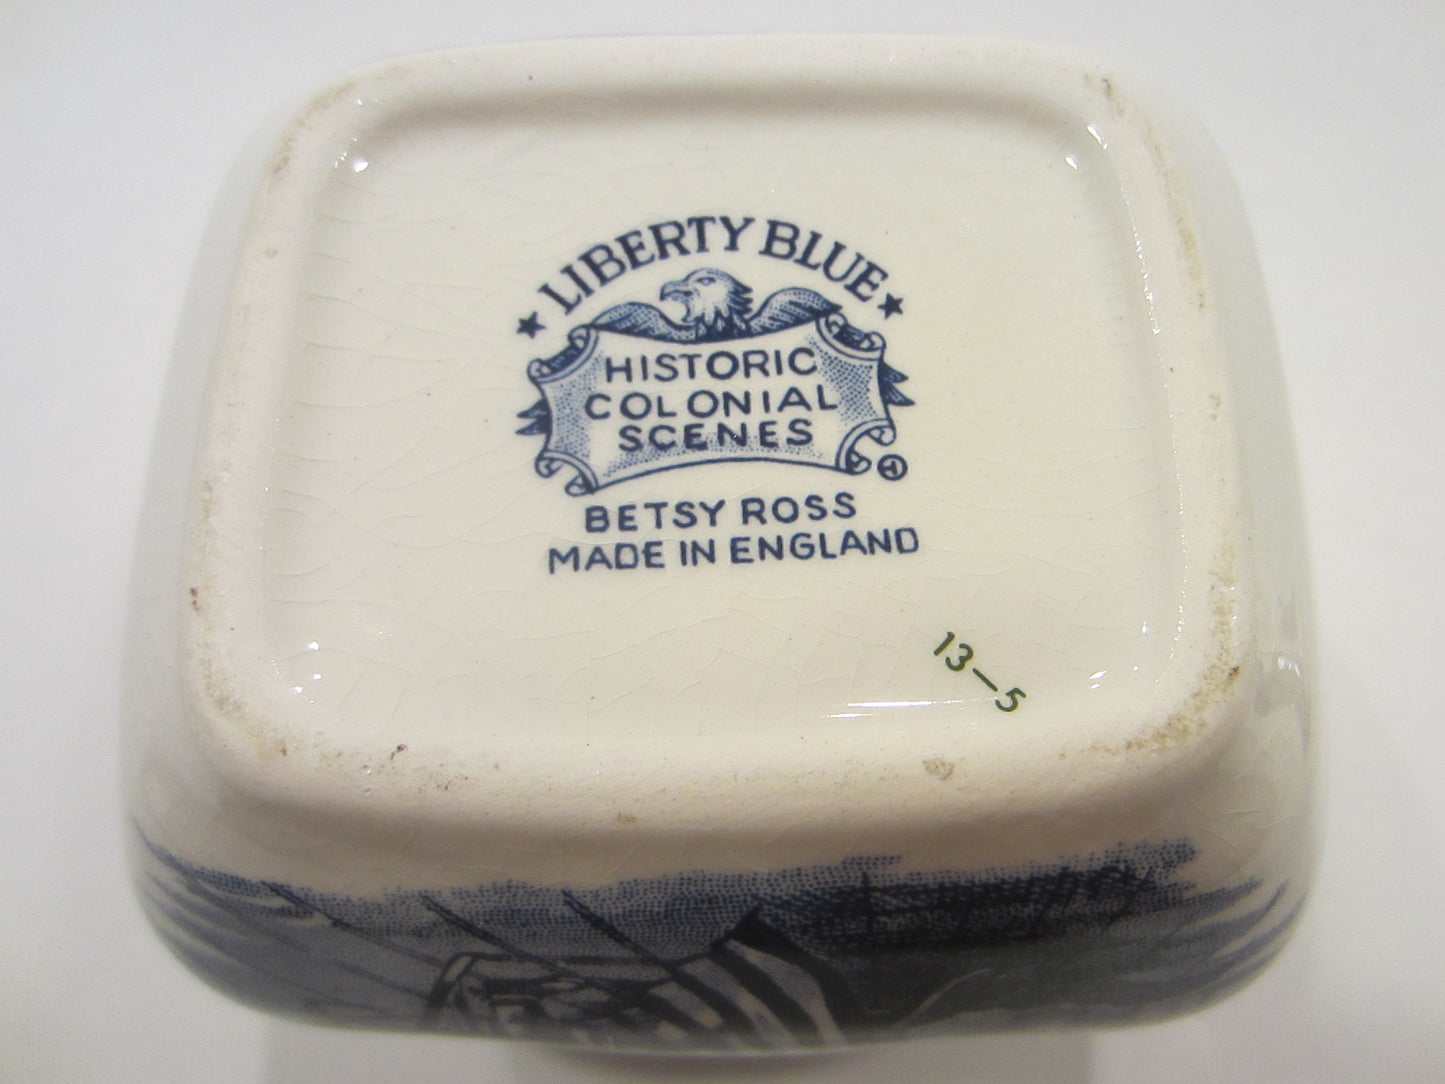 LIBERTY BLUE
HISTORIC
COLONIAL
SCENES
BETSY ROSS
MADE IN ENGLAND
13-5